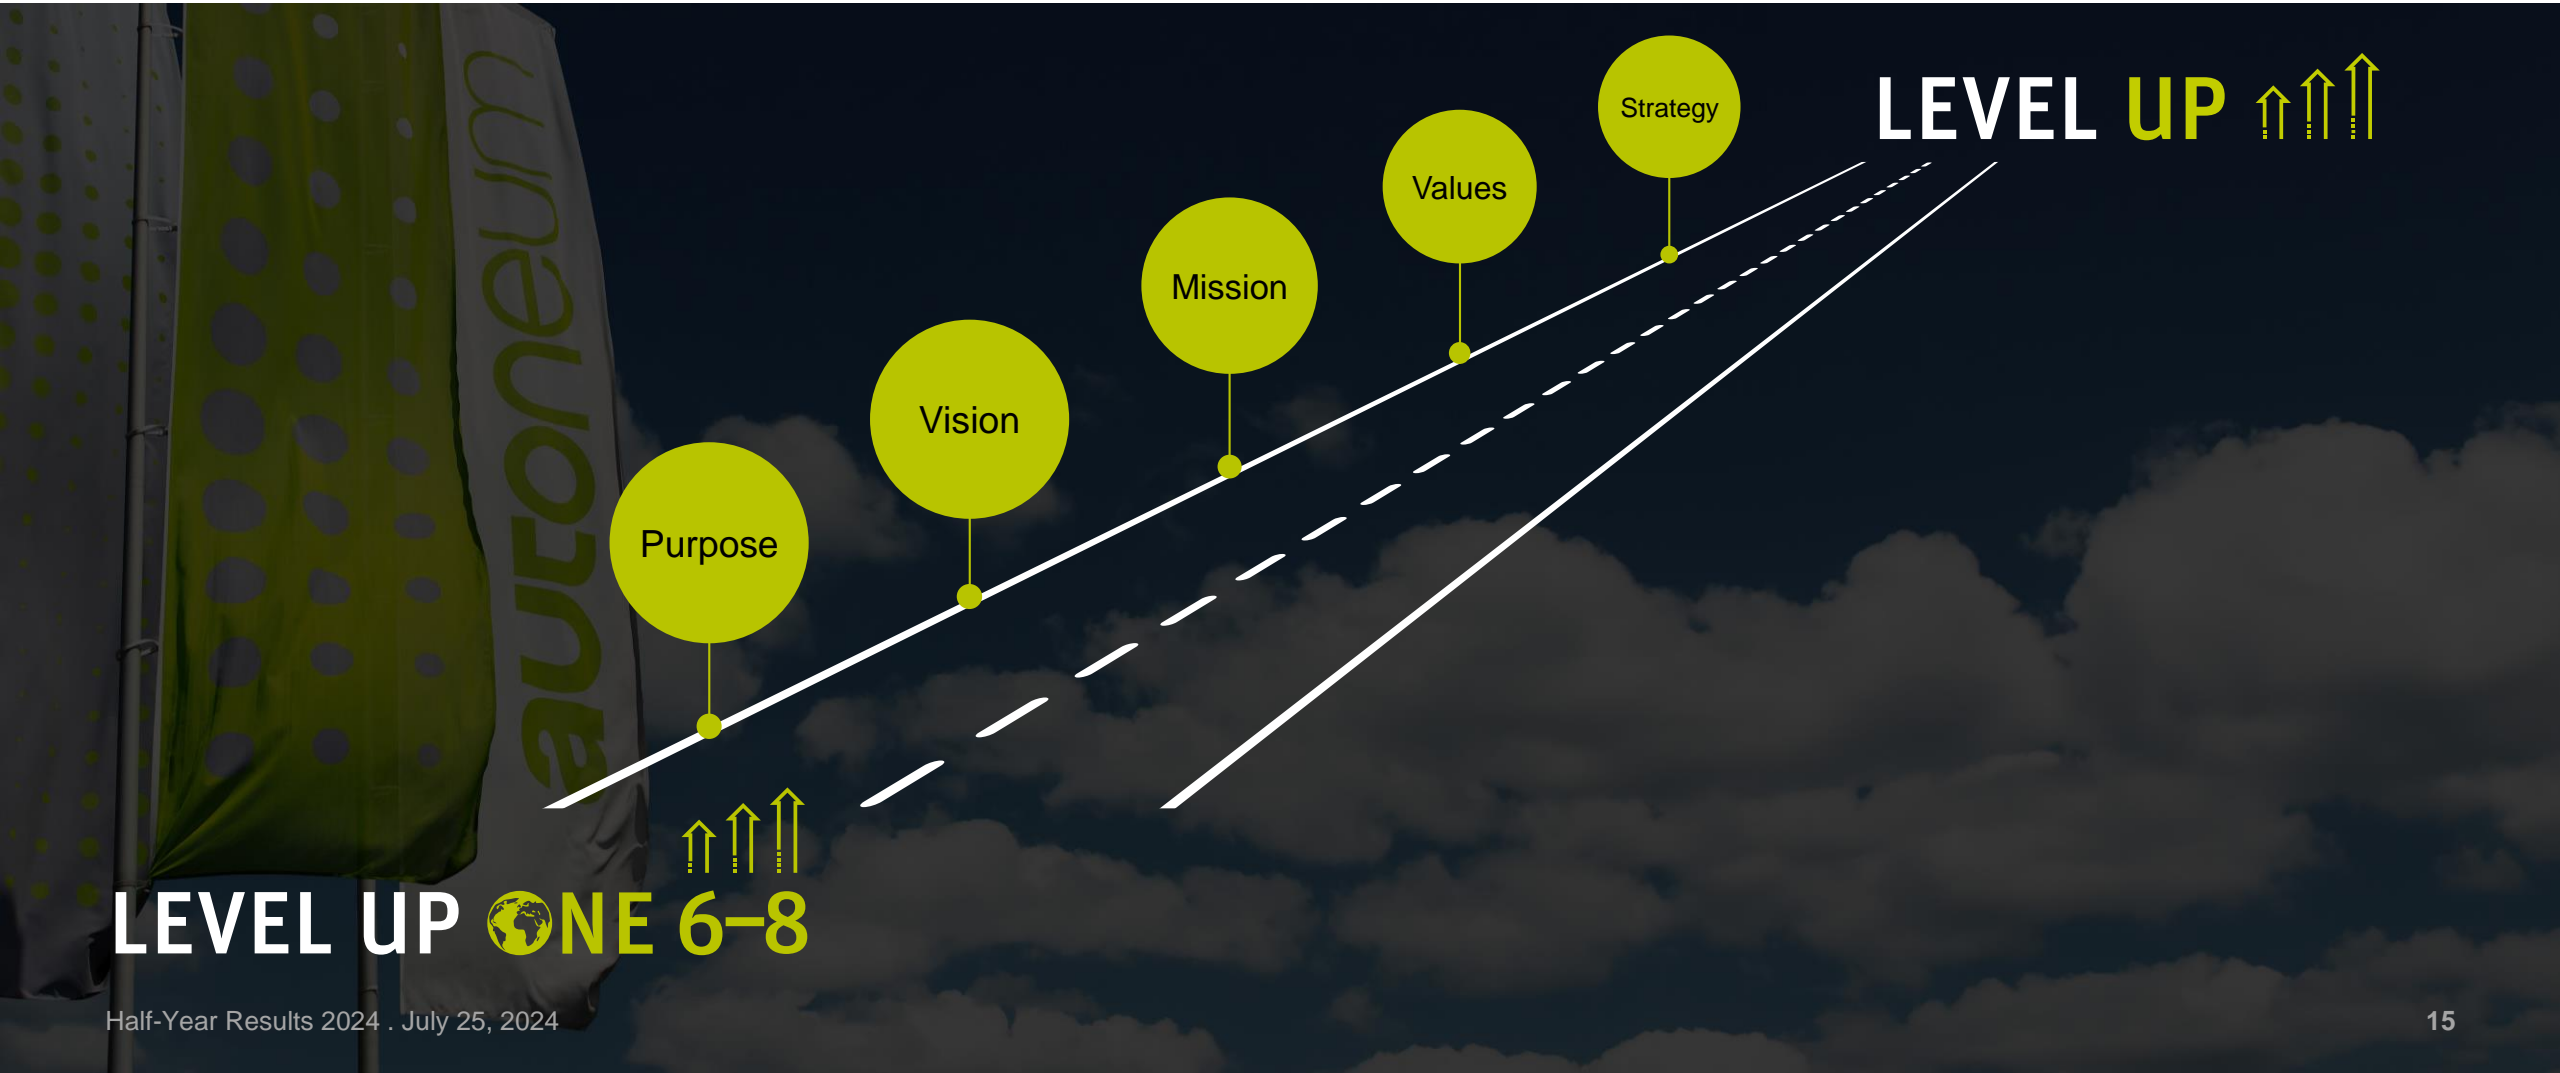 autoneum
Strategy
LEVEL UP
Values
Mission
Vision
Purpose
LEVEL UP ONE 6–8
Half-Year Results 2024 . July 25, 2024
15